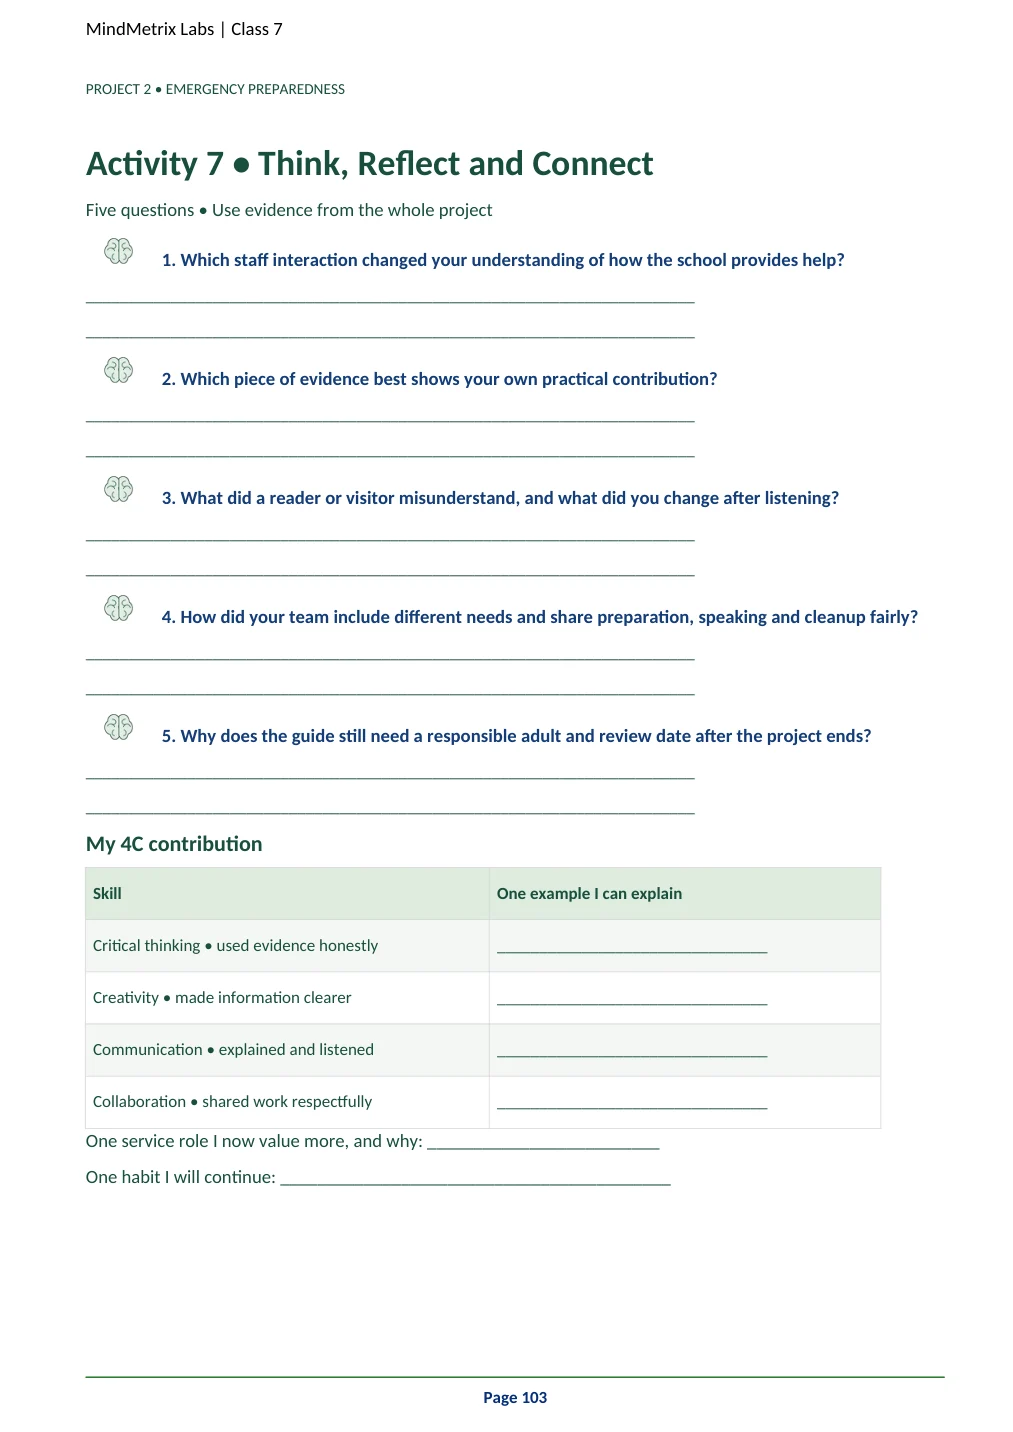 MindMetrix Labs | Class 7
PROJECT 2 • EMERGENCY PREPAREDNESS
Activity 7 • Think, Reflect and Connect
Five questions • Use evidence from the whole project
1. Which staff interaction changed your understanding of how the school provides help?
2. Which piece of evidence best shows your own practical contribution?
3. What did a reader or visitor misunderstand, and what did you change after listening?
4. How did your team include different needs and share preparation, speaking and cleanup fairly?
5. Why does the guide still need a responsible adult and review date after the project ends?
My 4C contribution
Skill One example I can explain
Critical thinking • used evidence honestly
Creativity • made information clearer
Communication • explained and listened
Collaboration • shared work respectfully
One service role I now value more, and why: _________________________
One habit I will continue: __________________________________________
Page 103